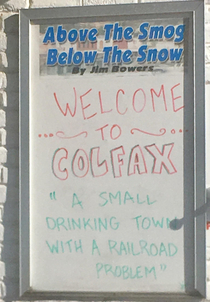 Above The Smog
Below The Snow
By Jim Bowers
WELCOME
TO
COLFAX
"A SMALL
DRINKING TOWN
WITH A RAILROAD
PROBLEM"